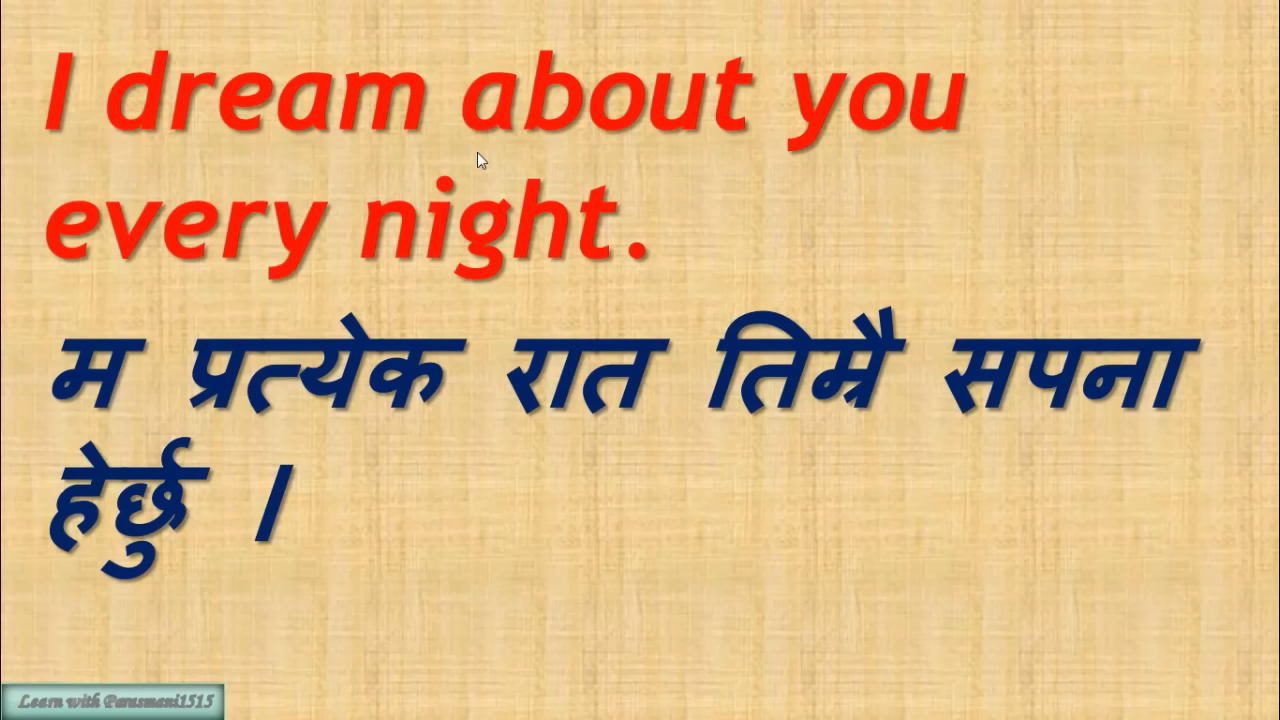 I dream about you
every night.
म प्रत्येक रात तिम्रै सपना
हेर्छु ।
Learn with Parasmani1515